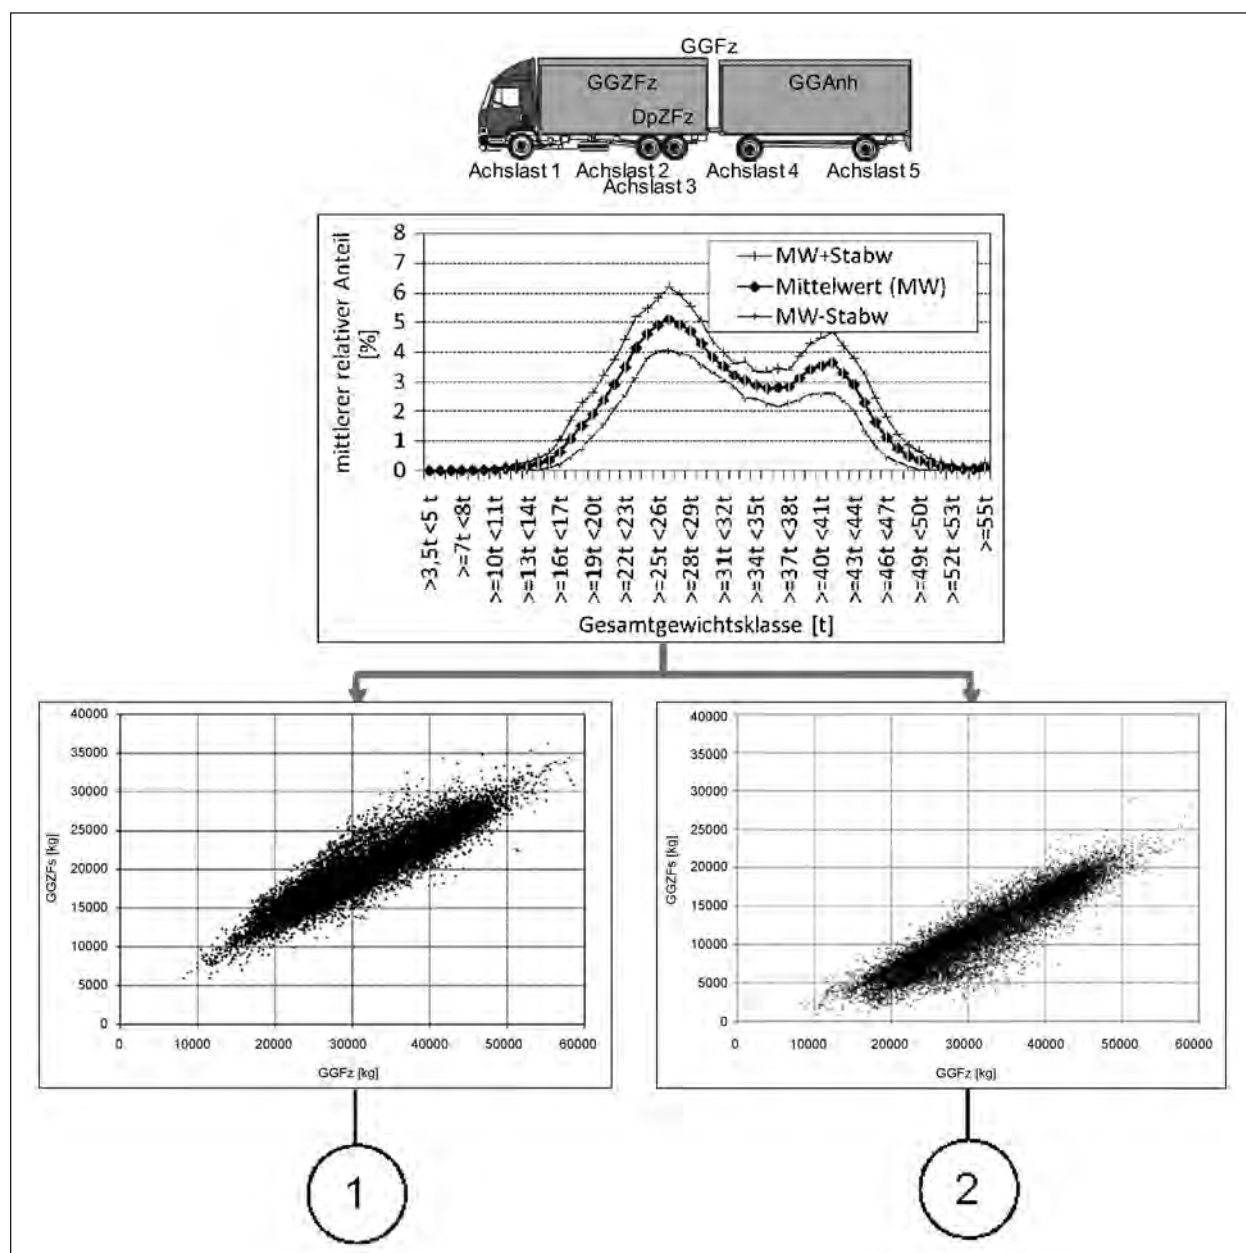 GGFz
GGZFz
GGAnh
DpZFz
Achslast 1
Achslast 2
Achslast 4
Achslast 5
Achslast 3
mittlerer relativer Anteil
[%]
8
7
6
5
4
3
2
1
0
MW+Stabw
Mittelwert (MW)
MW-Stabw
>3,5t <5 t
>=7t <8t
>=10t <11t
>=13t <14t
>=16t <17t
>=19t <20t
>=22t <23t
>=25t <26t
>=28t <29t
>=31t <32t
>=34t <35t
>=37t <38t
>=40t <41t
>=43t <44t
>=46t <47t
>=49t <50t
>=52t <53t
>=55t
Gesamtgewichtsklasse [t]
40000
35000
30000
25000
20000
15000
10000
5000
0
GGZFs [kg]
0 10000 20000 30000 40000 50000 60000
GGFz [kg]
40000
35000
30000
25000
20000
15000
10000
5000
0
GGZFs [kg]
0 10000 20000 30000 40000 50000 60000
GGFz [kg]
1
2